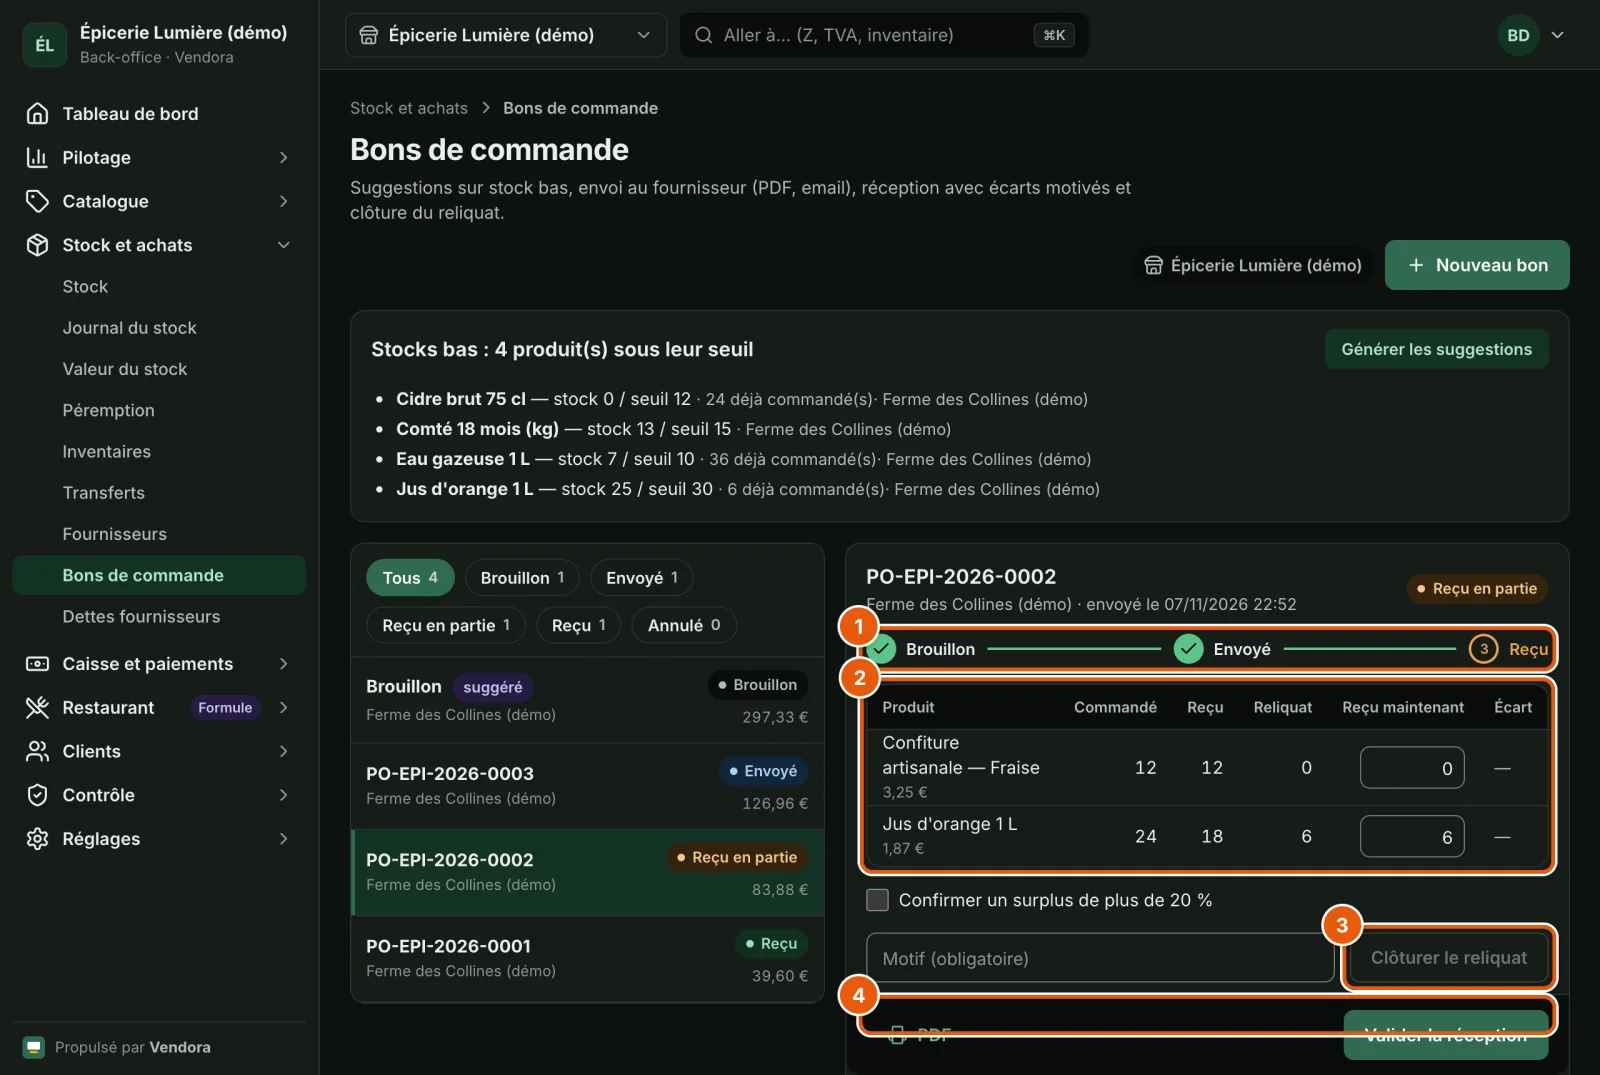 ÉL
Épicerie Lumière (démo)
Back-office · Vendora
Épicerie Lumière (démo)
Aller à... (Z, TVA, inventaire)
⌘K
BD
Tableau de bord
Pilotage
Catalogue
Stock et achats
Stock
Journal du stock
Valeur du stock
Péremption
Inventaires
Transferts
Fournisseurs
Bons de commande
Dettes fournisseurs
Caisse et paiements
Restaurant
Formule
Clients
Contrôle
Réglages
Propulsé par Vendora
Stock et achats > Bons de commande
Bons de commande
Suggestions sur stock bas, envoi au fournisseur (PDF, email), réception avec écarts motivés et
clôture du reliquat.
Épicerie Lumière (démo)
+ Nouveau bon
Stocks bas : 4 produit(s) sous leur seuil
Générer les suggestions
• Cidre brut 75 cl — stock 0 / seuil 12 · 24 déjà commandé(s)· Ferme des Collines (démo)
• Comté 18 mois (kg) — stock 13 / seuil 15 · Ferme des Collines (démo)
• Eau gazeuse 1 L — stock 7 / seuil 10 · 36 déjà commandé(s)· Ferme des Collines (démo)
• Jus d'orange 1 L — stock 25 / seuil 30 · 6 déjà commandé(s)· Ferme des Collines (démo)
Tous 4
Brouillon 1
Envoyé 1
Reçu en partie 1
Reçu 1
Annulé 0
Brouillon suggéré
• Brouillon
Ferme des Collines (démo)
297,33 €
PO-EPI-2026-0003
• Envoyé
Ferme des Collines (démo)
126,96 €
PO-EPI-2026-0002
• Reçu en partie
Ferme des Collines (démo)
83,88 €
PO-EPI-2026-0001
• Reçu
Ferme des Collines (démo)
39,60 €
PO-EPI-2026-0002
Ferme des Collines (démo) · envoyé le 07/11/2026 22:52
• Reçu en partie
1
Brouillon
Envoyé
3 Reçu
2
Produit Commandé Reçu Reliquat Reçu maintenant Écart
Confiture
artisanale — Fraise 12 12 0 0 —
3,25 €
Jus d'orange 1 L
24 18 6 6 —
1,87 €
Confirmer un surplus de plus de 20 %
3
Motif (obligatoire)
Clôturer le reliquat
4
PDF
Valider la réception